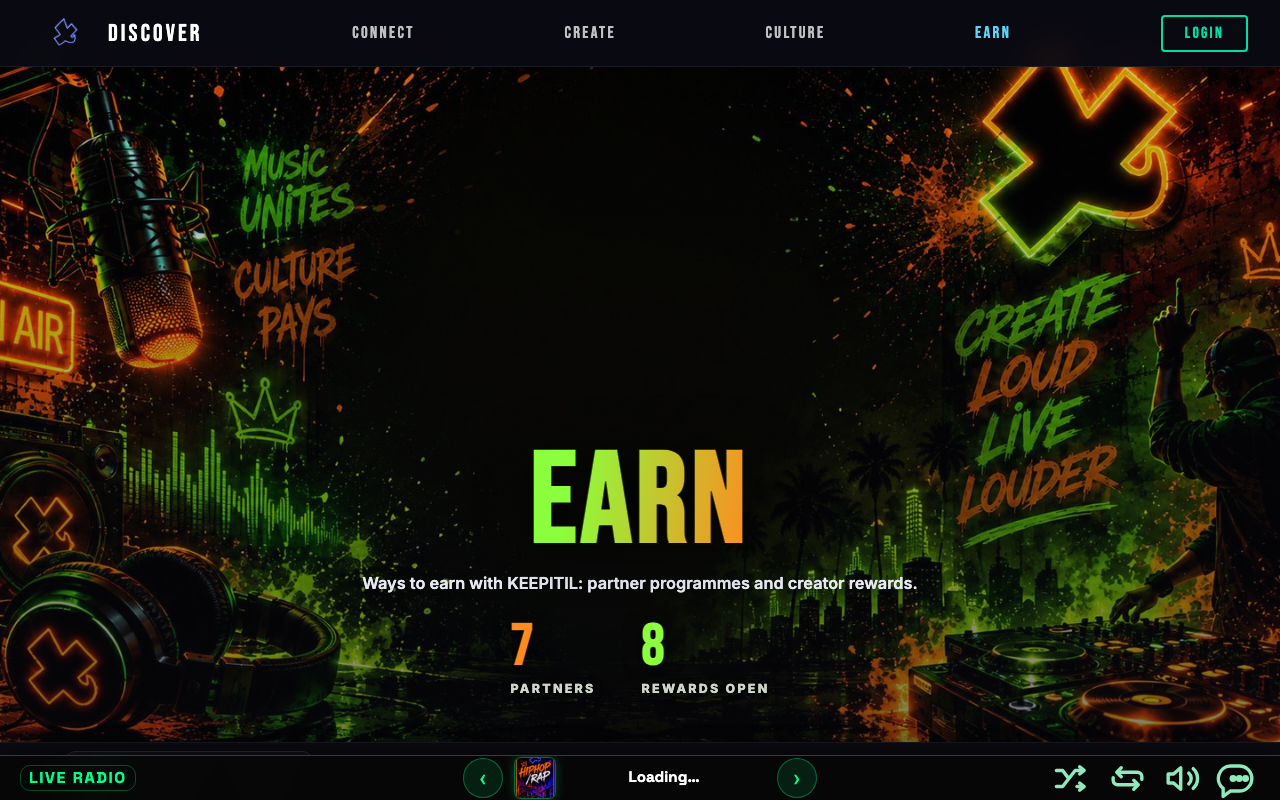 DISCOVER
CONNECT
CREATE
CULTURE
EARN
LOGIN
MUSIC
UNITES
CULTURE
PAYS
AIR
CREATE
LOUD
LIVE
LOUDER
EARN
Ways to earn with KEEPITIL: partner programmes and creator rewards.
7
PARTNERS
8
REWARDS OPEN
LIVE RADIO
‹
HIPHOP
/RAP
Loading...
›